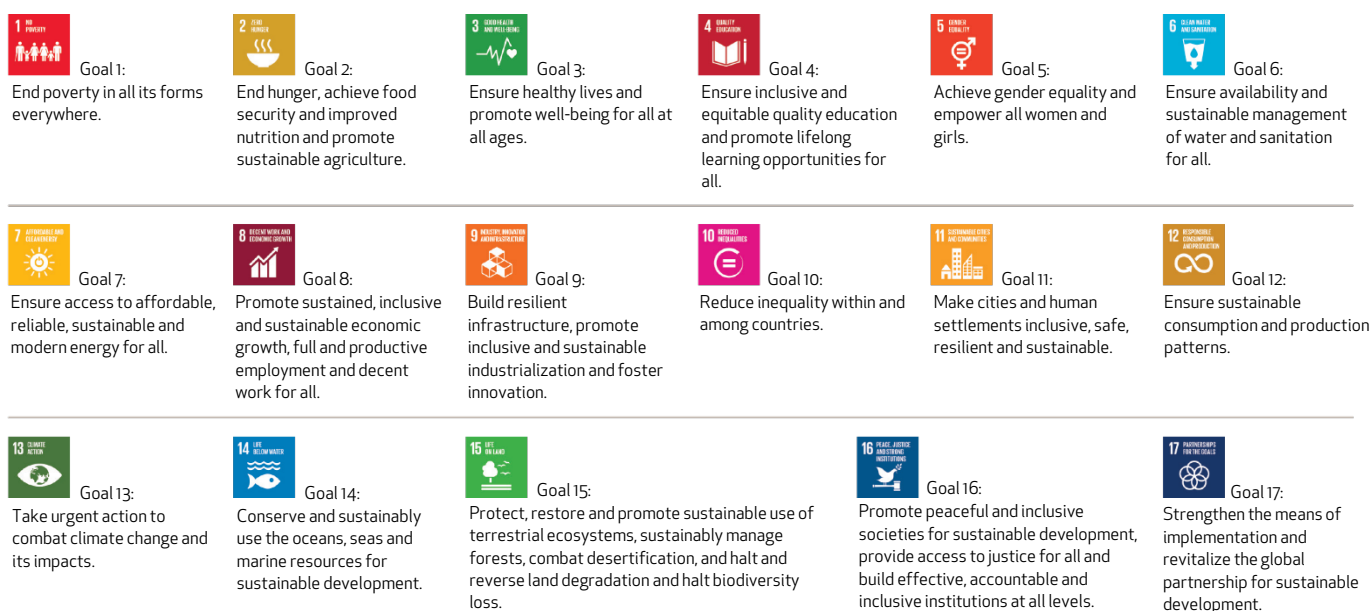 1 NO
POVERTY
Goal 1:
End poverty in all its forms
everywhere.
2 ZERO
HUNGER
Goal 2:
End hunger, achieve food
security and improved
nutrition and promote
sustainable agriculture.
3 GOOD HEALTH
AND WELL-BEING
Goal 3:
Ensure healthy lives and
promote well-being for all at
all ages.
4 QUALITY
EDUCATION
Goal 4:
Ensure inclusive and
equitable quality education
and promote lifelong
learning opportunities for
all.
5 GENDER
EQUALITY
Goal 5:
Achieve gender equality and
empower all women and
girls.
6 CLEAN WATER
AND SANITATION
Goal 6:
Ensure availability and
sustainable management
of water and sanitation
for all.
7 AFFORDABLE AND
CLEAN ENERGY
Goal 7:
Ensure access to affordable,
reliable, sustainable and
modern energy for all.
8 DECENT WORK AND
ECONOMIC GROWTH
Goal 8:
Promote sustained, inclusive
and sustainable economic
growth, full and productive
employment and decent
work for all.
9 INDUSTRY, INNOVATION
AND INFRASTRUCTURE
Goal 9:
Build resilient
infrastructure, promote
inclusive and sustainable
industrialization and foster
innovation.
10 REDUCED
INEQUALITIES
Goal 10:
Reduce inequality within and
among countries.
11 SUSTAINABLE CITIES
AND COMMUNITIES
Goal 11:
Make cities and human
settlements inclusive, safe,
resilient and sustainable.
12 RESPONSIBLE
CONSUMPTION
AND PRODUCTION
Goal 12:
Ensure sustainable
consumption and production
patterns.
13 CLIMATE
ACTION
Goal 13:
Take urgent action to
combat climate change and
its impacts.
14 LIFE
BELOW WATER
Goal 14:
Conserve and sustainably
use the oceans, seas and
marine resources for
sustainable development.
15 LIFE
ON LAND
Goal 15:
Protect, restore and promote sustainable use of
terrestrial ecosystems, sustainably manage
forests, combat desertification, and halt and
reverse land degradation and halt biodiversity
loss.
16 PEACE, JUSTICE
AND STRONG
INSTITUTIONS
Goal 16:
Promote peaceful and inclusive
societies for sustainable development,
provide access to justice for all and
build effective, accountable and
inclusive institutions at all levels.
17 PARTNERSHIPS
FOR THE GOALS
Goal 17:
Strengthen the means of
implementation and
revitalize the global
partnership for sustainable
development.